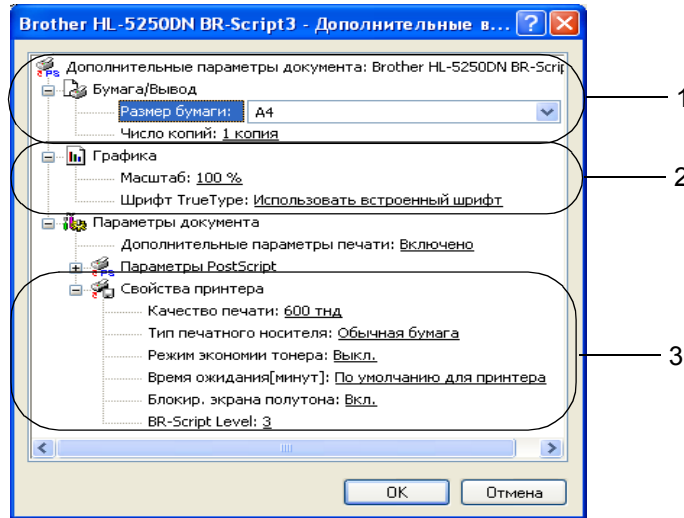 Brother HL-5250DN BR-Script3 - Дополнительные в...
Дополнительные параметры документа: Brother HL-5250DN BR-Scrip
Бумага/Вывод
Размер бумаги: A4
Число копий: 1 копия
1
Графика
Масштаб: 100 %
Шрифт TrueType: Использовать встроенный шрифт
2
Параметры документа
Дополнительные параметры печати: Включено
Параметры PostScript
Свойства принтера
Качество печати: 600 тнд
Тип печатного носителя: Обычная бумага
Режим экономии тонера: Выкл.
Время ожидания[минут]: По умолчанию для принтера
Блокир. экрана полутона: Вкл.
BR-Script Level: 3
3
OK Отмена